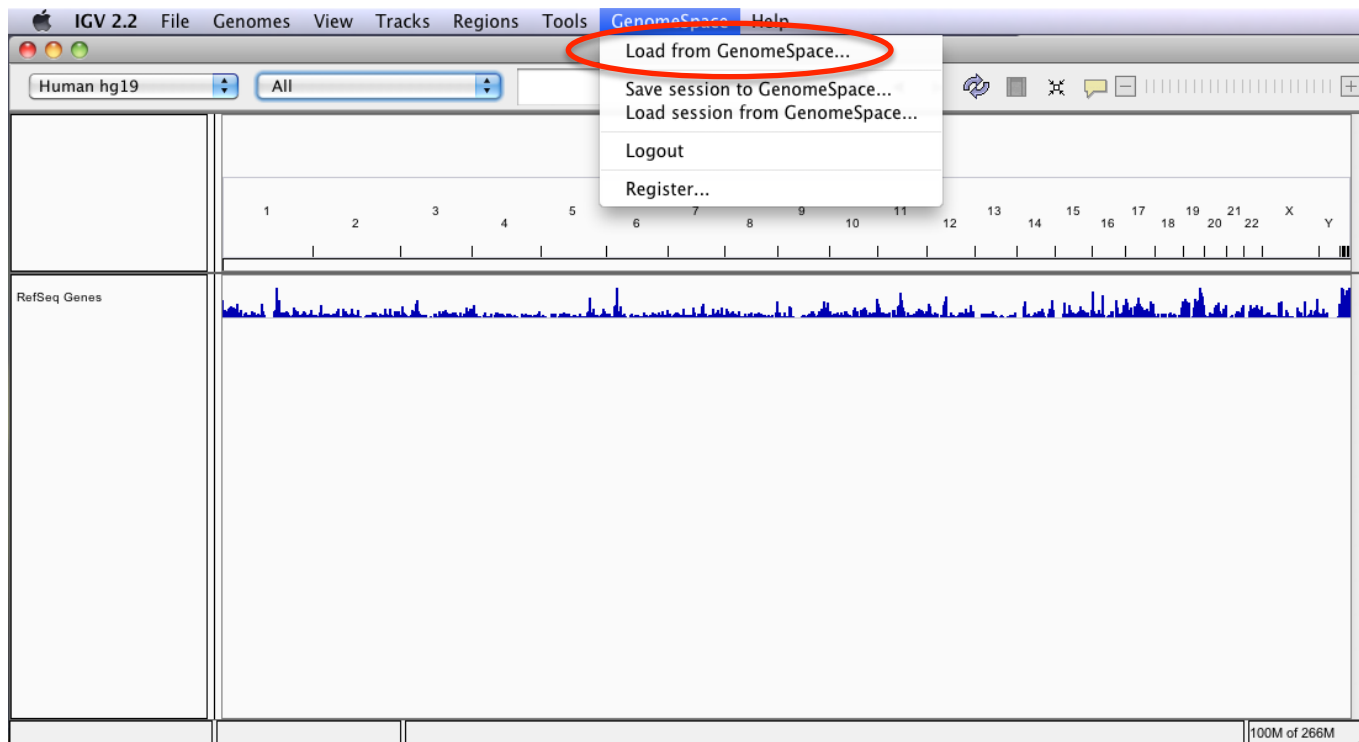 IGV 2.2 File Genomes View Tracks Regions Tools GenomeSpace Help
Load from GenomeSpace...
Human hg19 All
Save session to GenomeSpace...
Load session from GenomeSpace...
Logout
Register...
1 2 3 4 5 6 7 8 9 10 11 12 13 14 15 16 17 18 19 20 21 22 X Y
RefSeq Genes
100M of 266M